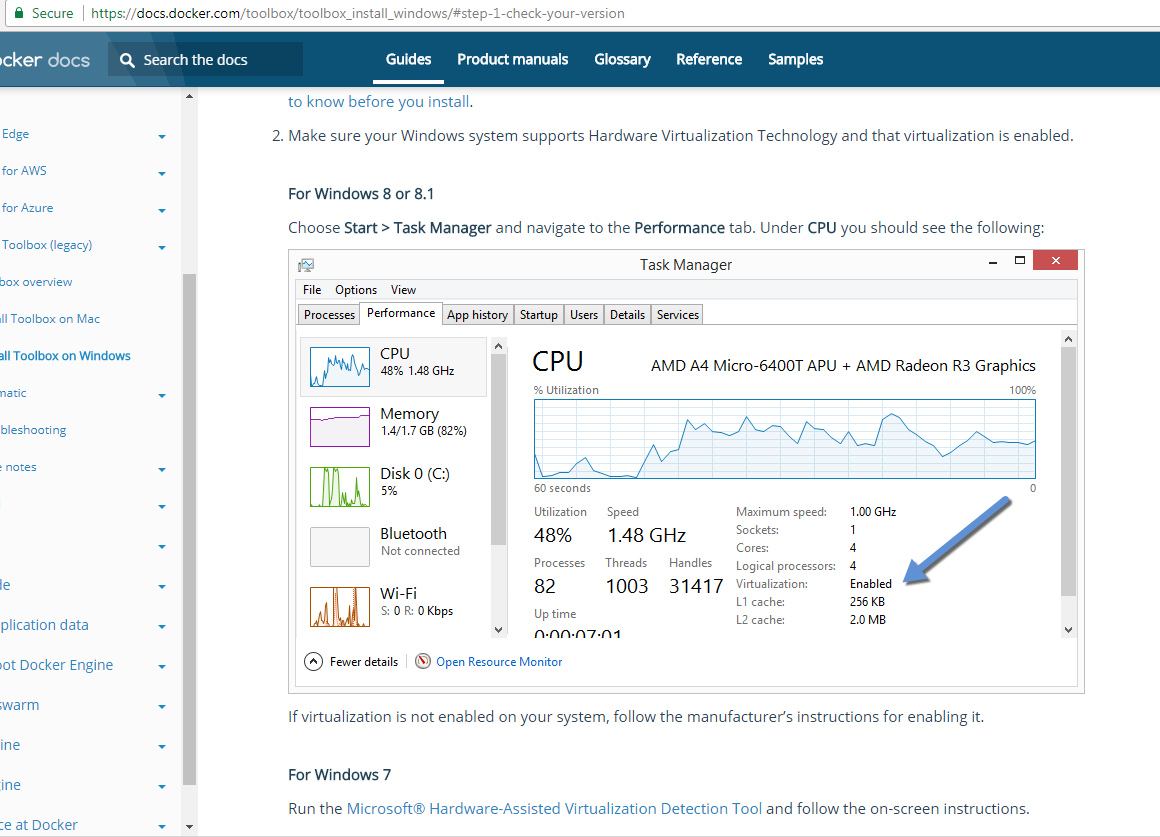 Secure https://docs.docker.com/toolbox/toolbox_install_windows/#step-1-check-your-version
ocker docs
Search the docs
Guides Product manuals Glossary Reference Samples
Edge
for AWS
for Azure
Toolbox (legacy)
box overview
all Toolbox on Mac
all Toolbox on Windows
matic
bleshooting
e notes
de
plication data
oot Docker Engine
swarm
ine
gine
ce at Docker
to know before you install.
2. Make sure your Windows system supports Hardware Virtualization Technology and that virtualization is enabled.
For Windows 8 or 8.1
Choose Start > Task Manager and navigate to the Performance tab. Under CPU you should see the following:
Task Manager
File Options View
Processes Performance App history Startup Users Details Services
CPU
48% 1.48 GHz
Memory
1.4/1.7 GB (82%)
Disk 0 (C:)
5%
Bluetooth
Not connected
Wi-Fi
S: 0 R: 0 Kbps
CPU AMD A4 Micro-6400T APU + AMD Radeon R3 Graphics
% Utilization 100%
60 seconds 0
Utilization Speed
48% 1.48 GHz
Processes Threads Handles
82 1003 31417
Up time
0:00:07:01
Maximum speed: 1.00 GHz
Sockets: 1
Cores: 4
Logical processors: 4
Virtualization: Enabled
L1 cache: 256 KB
L2 cache: 2.0 MB
Fewer details Open Resource Monitor
If virtualization is not enabled on your system, follow the manufacturer’s instructions for enabling it.
For Windows 7
Run the Microsoft® Hardware-Assisted Virtualization Detection Tool and follow the on-screen instructions.